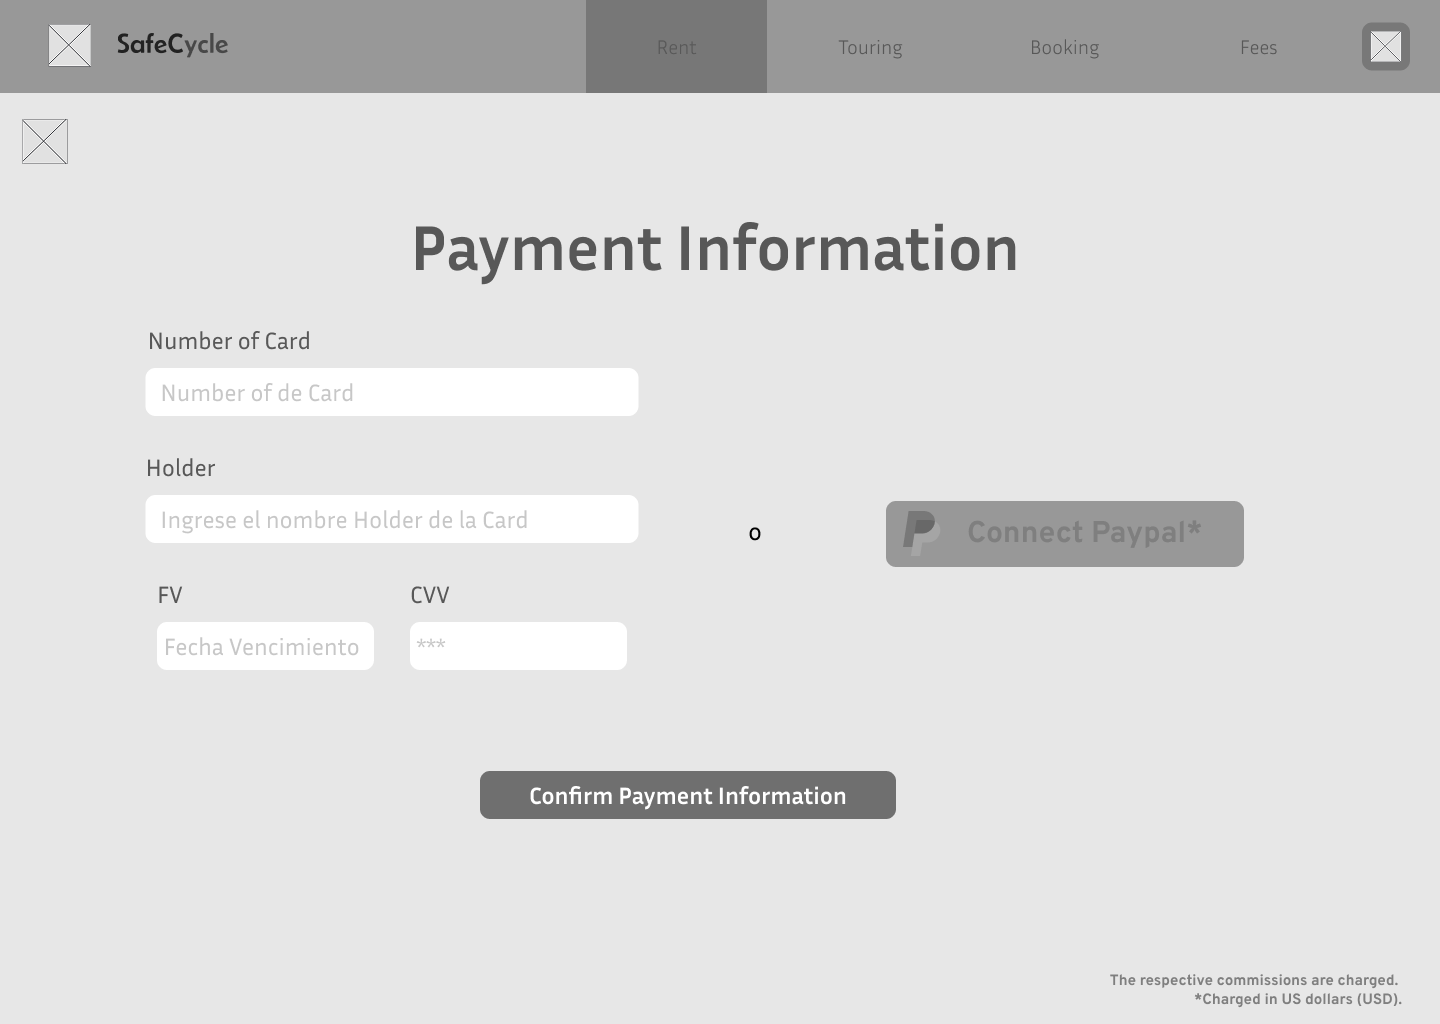 SafeCycle
Rent
Touring
Booking
Fees
Payment Information
Number of Card
Number of de Card
Holder
Ingrese el nombre Holder de la Card
o
Connect Paypal*
FV
CVV
Fecha Vencimiento
***
Confirm Payment Information
The respective commissions are charged.
*Charged in US dollars (USD).